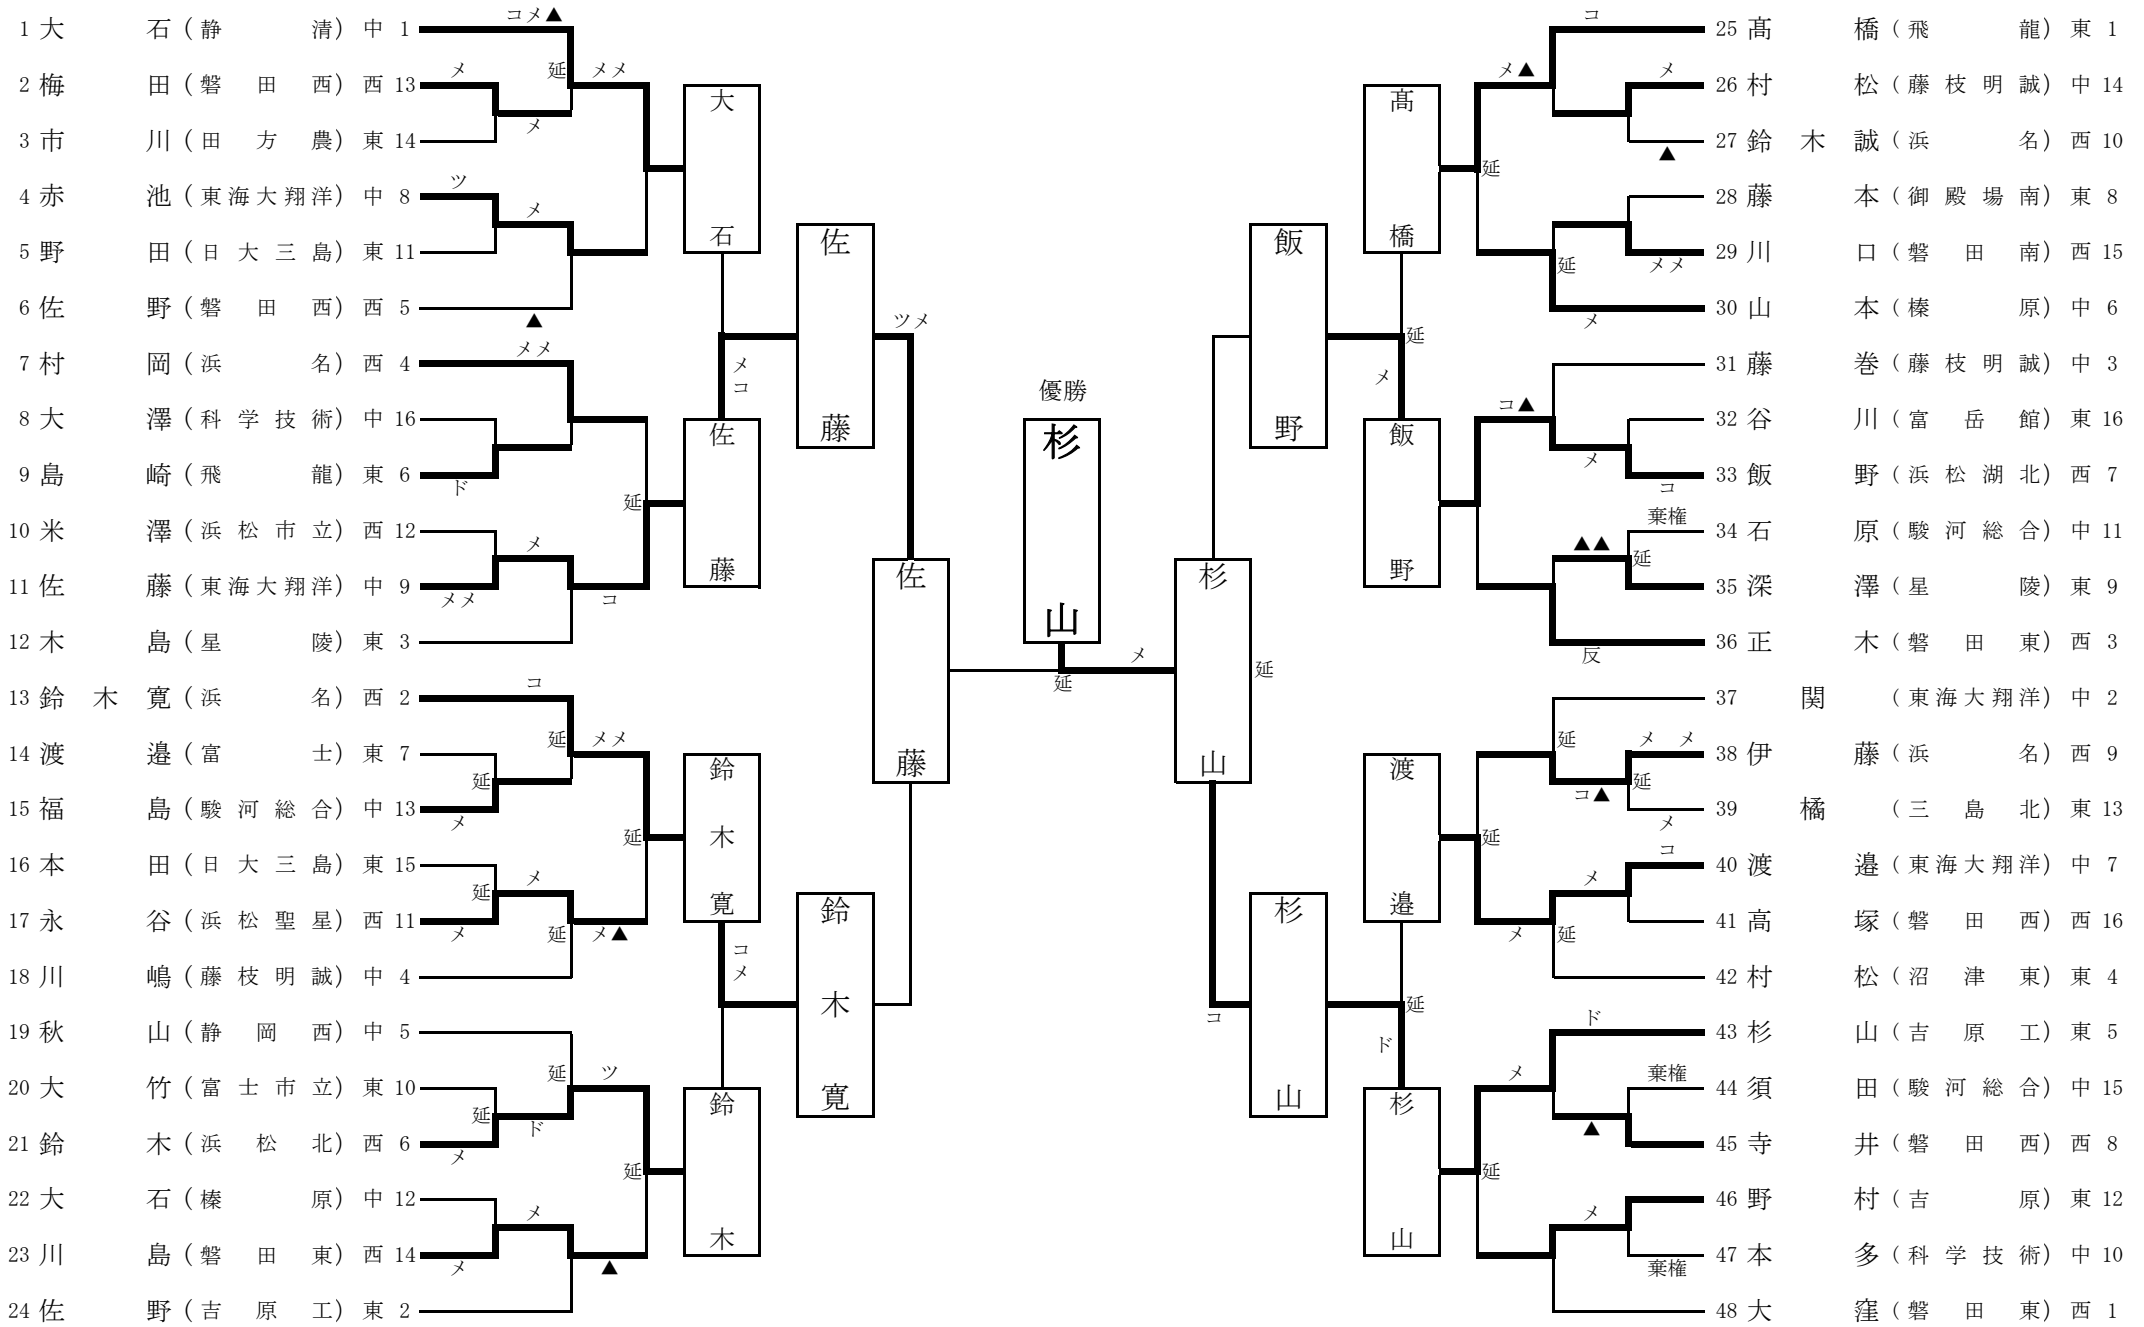 1 大石 (静清) 中 1
2 梅田 (磐田西) 西 13
3 市川 (田方農) 東 14
4 赤池 (東海大翔洋) 中 8
5 野田 (日大三島) 東 11
6 佐野 (磐田西) 西 5
7 村岡 (浜名) 西 4
8 大澤 (科学技術) 中 16
9 島崎 (飛龍) 東 6
10 米澤 (浜松市立) 西 12
11 佐藤 (東海大翔洋) 中 9
12 木島 (星陵) 東 3
13 鈴木寛 (浜名) 西 2
14 渡邉 (富士) 東 7
15 福島 (駿河総合) 中 13
16 本田 (日大三島) 東 15
17 永谷 (浜松聖星) 西 11
18 川嶋 (藤枝明誠) 中 4
19 秋山 (静岡西) 中 5
20 大竹 (富士市立) 東 10
21 鈴木 (浜松北) 西 6
22 大石 (榛原) 中 12
23 川島 (磐田東) 西 14
24 佐野 (吉原工) 東 2
コメ▲
メ
延
メメ
メ
ツ
メ
▲
メメ
ド
延
メ
メメ
コ
コ
延
メメ
延
メ
延
延
メ
メ
延
メ▲
延
ツ
延
ド
メ
延
メ
メ
▲
大石
佐藤
鈴木寛
鈴木
メコ
コメ
佐藤
鈴木寛
ツメ
佐藤
優勝
杉山
メ
延
杉山
延
コ
飯野
杉山
延
メ
延
ド
髙橋
飯野
渡邉
杉山
コ
メ▲
メ
▲
延
延
メメ
メ
コ▲
メ
コ
棄権
▲▲
延
反
延
メ メ
延
コ▲
メ
延
コ
メ
メ
延
ド
メ
棄権
▲
延
メ
棄権
25 髙橋 (飛龍) 東 1
26 村松 (藤枝明誠) 中 14
27 鈴木誠 (浜名) 西 10
28 藤本 (御殿場南) 東 8
29 川口 (磐田南) 西 15
30 山本 (榛原) 中 6
31 藤巻 (藤枝明誠) 中 3
32 谷川 (富岳館) 東 16
33 飯野 (浜松湖北) 西 7
34 石原 (駿河総合) 中 11
35 深澤 (星陵) 東 9
36 正木 (磐田東) 西 3
37 関 (東海大翔洋) 中 2
38 伊藤 (浜名) 西 9
39 橘 (三島北) 東 13
40 渡邉 (東海大翔洋) 中 7
41 高塚 (磐田西) 西 16
42 村松 (沼津東) 東 4
43 杉山 (吉原工) 東 5
44 須田 (駿河総合) 中 15
45 寺井 (磐田西) 西 8
46 野村 (吉原) 東 12
47 本多 (科学技術) 中 10
48 大窪 (磐田東) 西 1